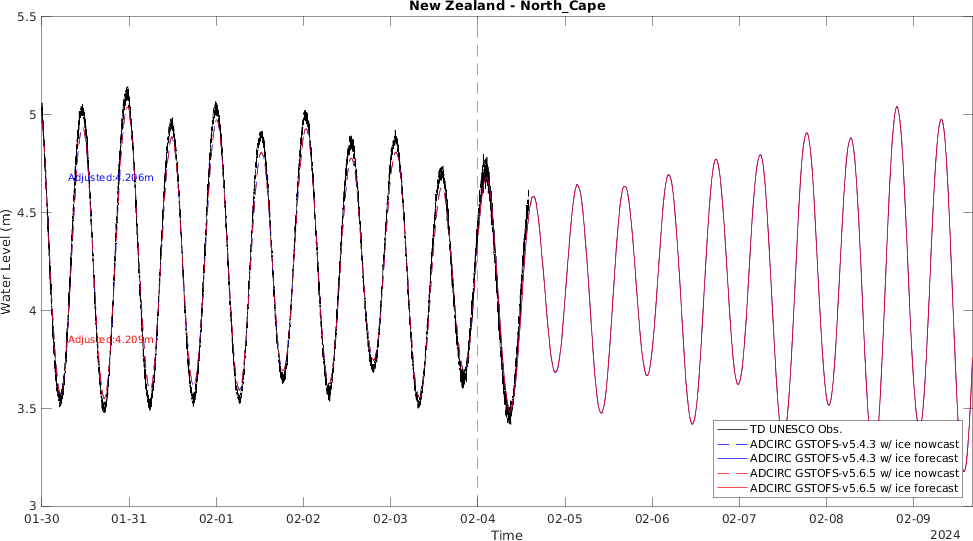 New Zealand - North_Cape
5.5
5
4.5
4
3.5
3
Water Level (m)
Adjusted:4.206m
Adjusted:4.209m
TD UNESCO Obs.
ADCIRC GSTOFS-v5.4.3 w/ ice nowcast
ADCIRC GSTOFS-v5.4.3 w/ ice forecast
ADCIRC GSTOFS-v5.6.5 w/ ice nowcast
ADCIRC GSTOFS-v5.6.5 w/ ice forecast
01-30 01-31 02-01 02-02 02-03 02-04 02-05 02-06 02-07 02-08 02-09
Time
2024